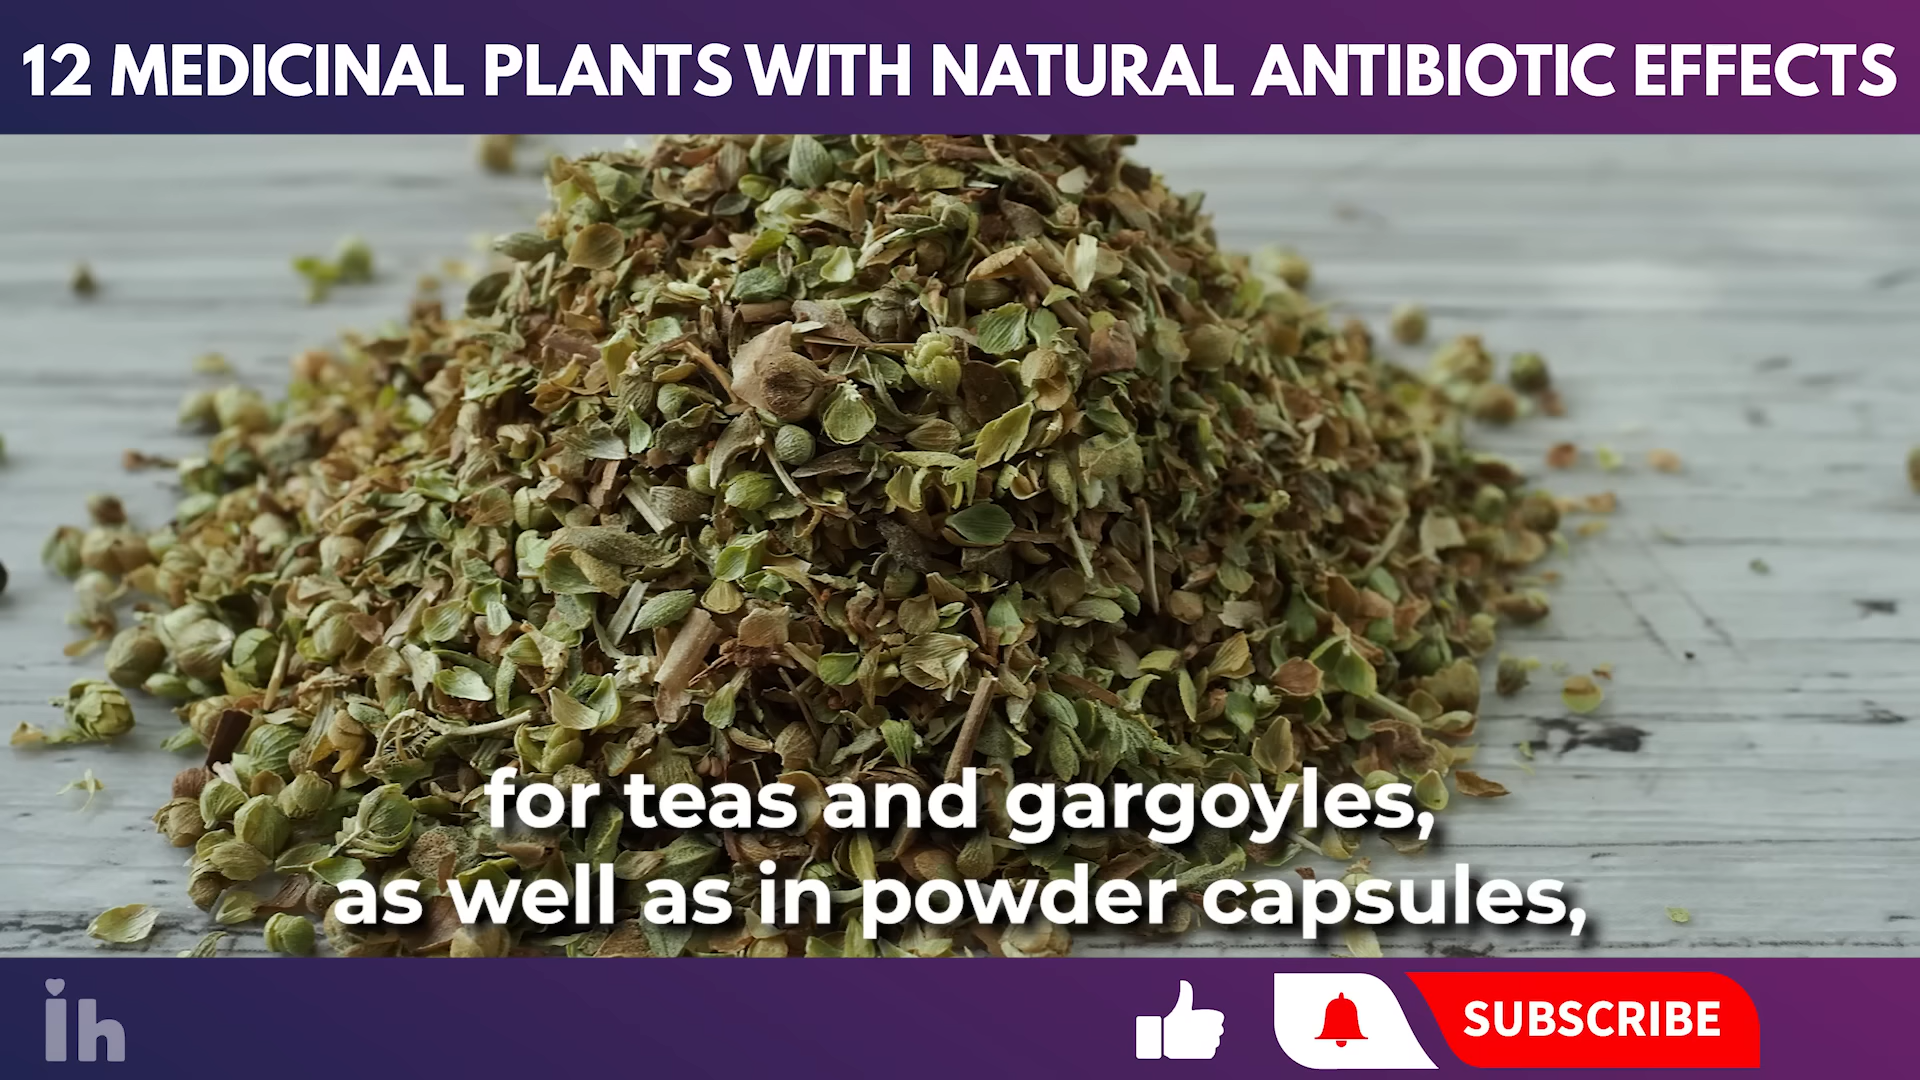 12 MEDICINAL PLANTS WITH NATURAL ANTIBIOTIC EFFECTS
for teas and gargoyles,
as well as in powder capsules,
ih
SUBSCRIBE